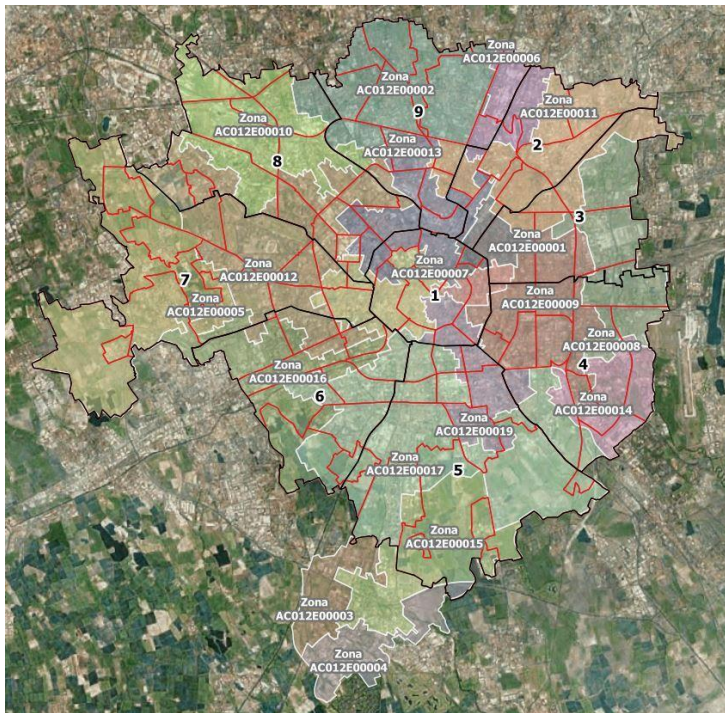 Zona
AC012E00006
Zona
AC012E00002
Zona
AC012E00011
9
Zona
AC012E00010
2
Zona
AC012E00013
8
3
Zona
AC012E00001
Zona
AC012E00007
Zona
AC012E00012
7
1
Zona
AC012E00005
Zona
AC012E00009
Zona
AC012E00008
4
Zona
AC012E00016
6
Zona
AC012E00014
Zona
AC012E00019
Zona
AC012E00017
5
Zona
AC012E00015
Zona
AC012E00003
Zona
AC012E00004